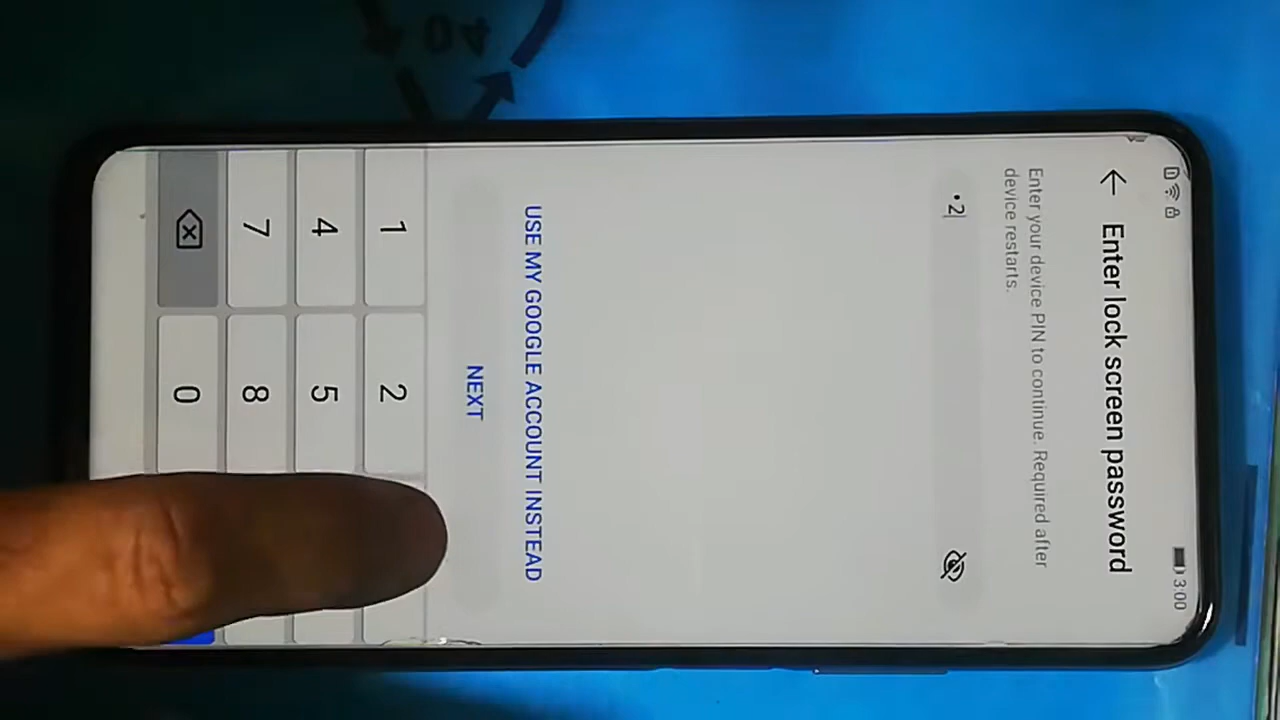 3:00
Enter lock screen password
Enter your device PIN to continue. Required after
device restarts.
•2
USE MY GOOGLE ACCOUNT INSTEAD
NEXT
1
2
4
5
7
8
0
40